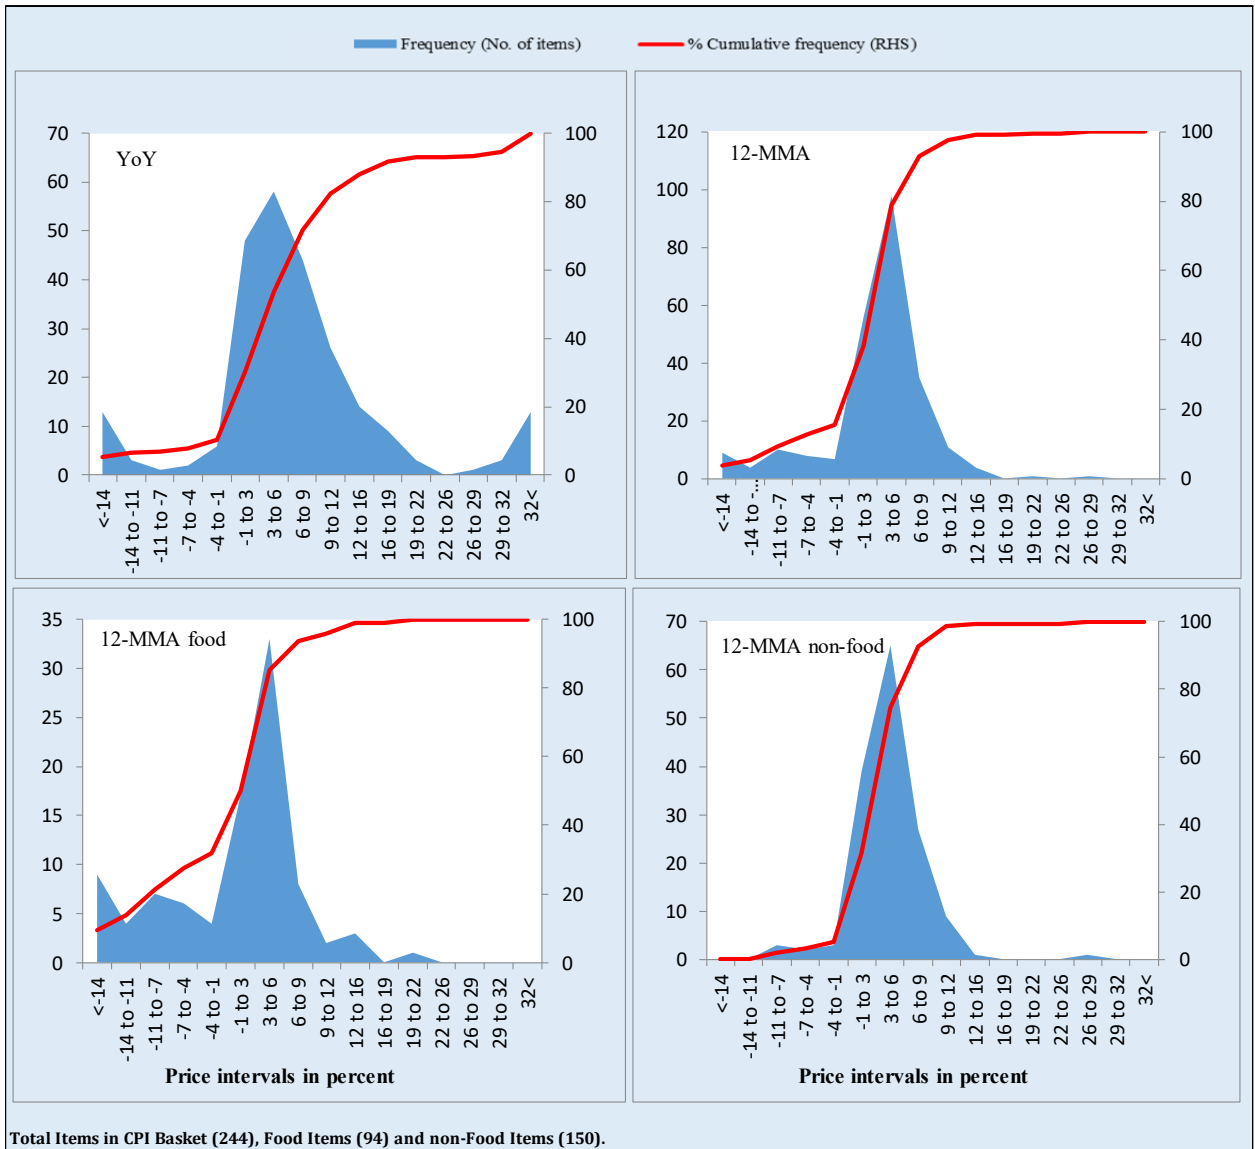 Frequency (No. of items) % Cumulative frequency (RHS)
YoY
70
60
50
40
30
20
10
0
100
80
60
40
20
0
<-14
-14 to -11
-11 to -7
-7 to -4
-4 to -1
-1 to 3
3 to 6
6 to 9
9 to 12
12 to 16
16 to 19
19 to 22
22 to 26
26 to 29
29 to 32
32<
12-MMA
120
100
80
60
40
20
0
100
80
60
40
20
0
<-14
-14 to -…
-11 to -7
-7 to -4
-4 to -1
-1 to 3
3 to 6
6 to 9
9 to 12
12 to 16
16 to 19
19 to 22
22 to 26
26 to 29
29 to 32
32<
12-MMA food
35
30
25
20
15
10
5
0
100
80
60
40
20
0
<-14
-14 to -11
-11 to -7
-7 to -4
-4 to -1
-1 to 3
3 to 6
6 to 9
9 to 12
12 to 16
16 to 19
19 to 22
22 to 26
26 to 29
29 to 32
32<
Price intervals in percent
12-MMA non-food
70
60
50
40
30
20
10
0
100
80
60
40
20
0
<-14
-14 to -11
-11 to -7
-7 to -4
-4 to -1
-1 to 3
3 to 6
6 to 9
9 to 12
12 to 16
16 to 19
19 to 22
22 to 26
26 to 29
29 to 32
32<
Price intervals in percent
Total Items in CPI Basket (244), Food Items (94) and non-Food Items (150).